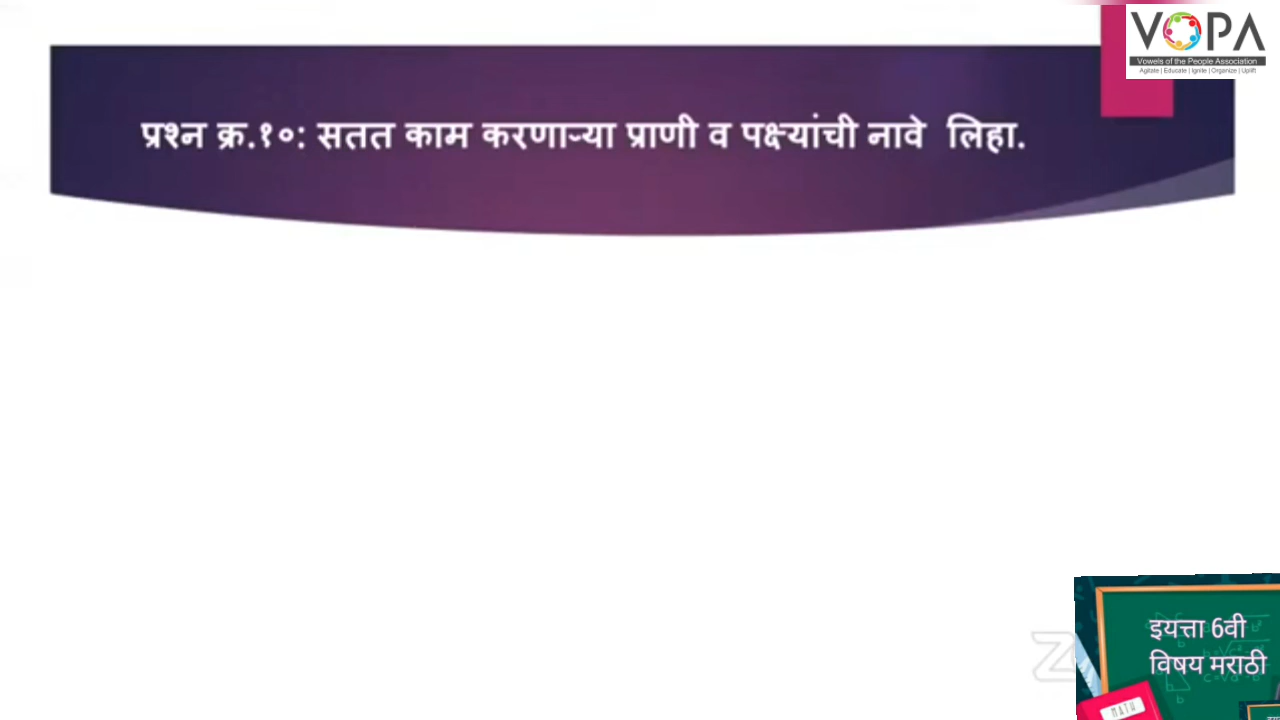 VOPA
Vowels of the People Association
Agitate | Educate | Ignite | Organize | Uplift
प्रश्न क्र.१०: सतत काम करणाऱ्या प्राणी व पक्ष्यांची नावे लिहा.
इयत्ता 6वी
विषय मराठी
MATH